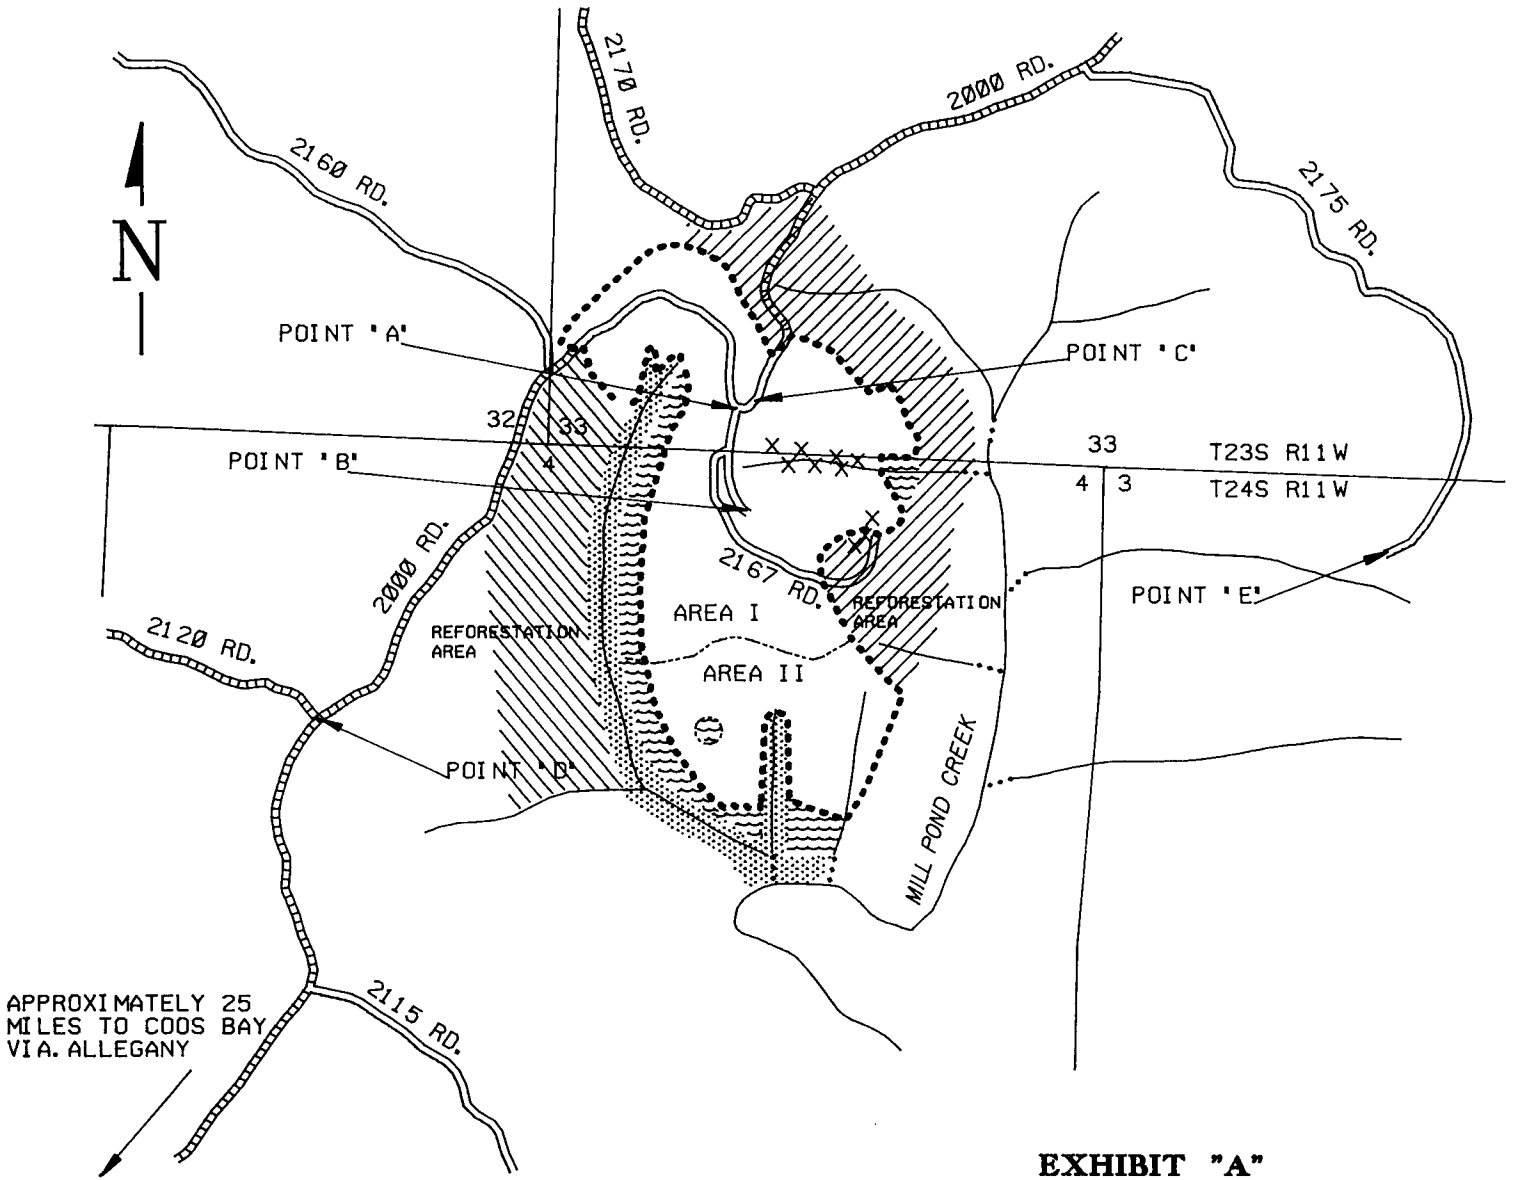 2170 RD.
2000 RD.
2160 RD.
2175 RD.
N
POINT "A"
POINT "C"
32
33
33
T23S R11W
POINT "B"
4
4
3
T24S R11W
2000 RD.
2167 RD.
POINT "E"
AREA I
REFORESTATION
AREA
2120 RD.
REFORESTATION
AREA
AREA II
POINT "D"
MILL POND CREEK
APPROXIMATELY 25
MILES TO COOS BAY
VIA. ALLEGANY
2115 RD.
EXHIBIT "A"